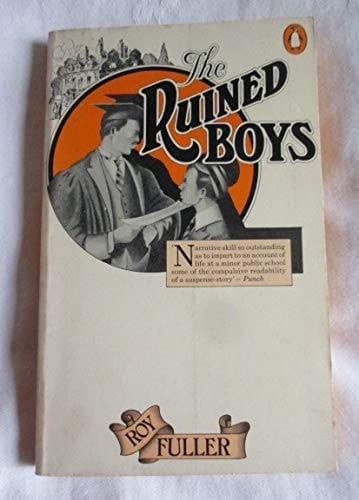 The
RUINED
BOYS
'Narrative skill so outstanding
as to impart to an account of
life at a minor public school
some of the compulsive readability
of a suspense-story' – Punch
ROY
FULLER